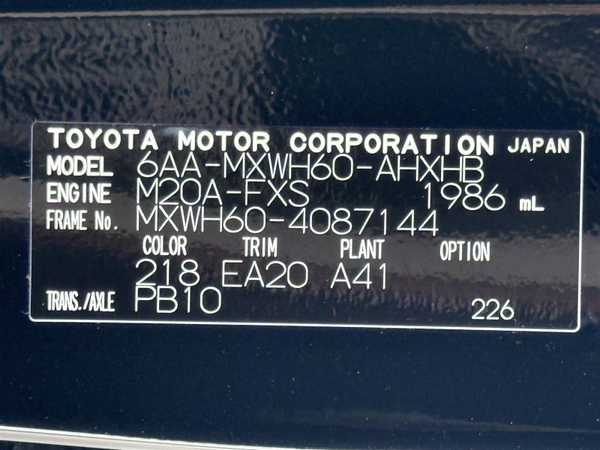 TOYOTA MOTOR CORPORATION JAPAN
MODEL 6AA-MXWH60-AHXHB
ENGINE M20A-FXS 1986 mL
FRAME No. MXWH60-4087144
COLOR TRIM PLANT OPTION
218 EA20 A41
TRANS./AXLE PB10 226